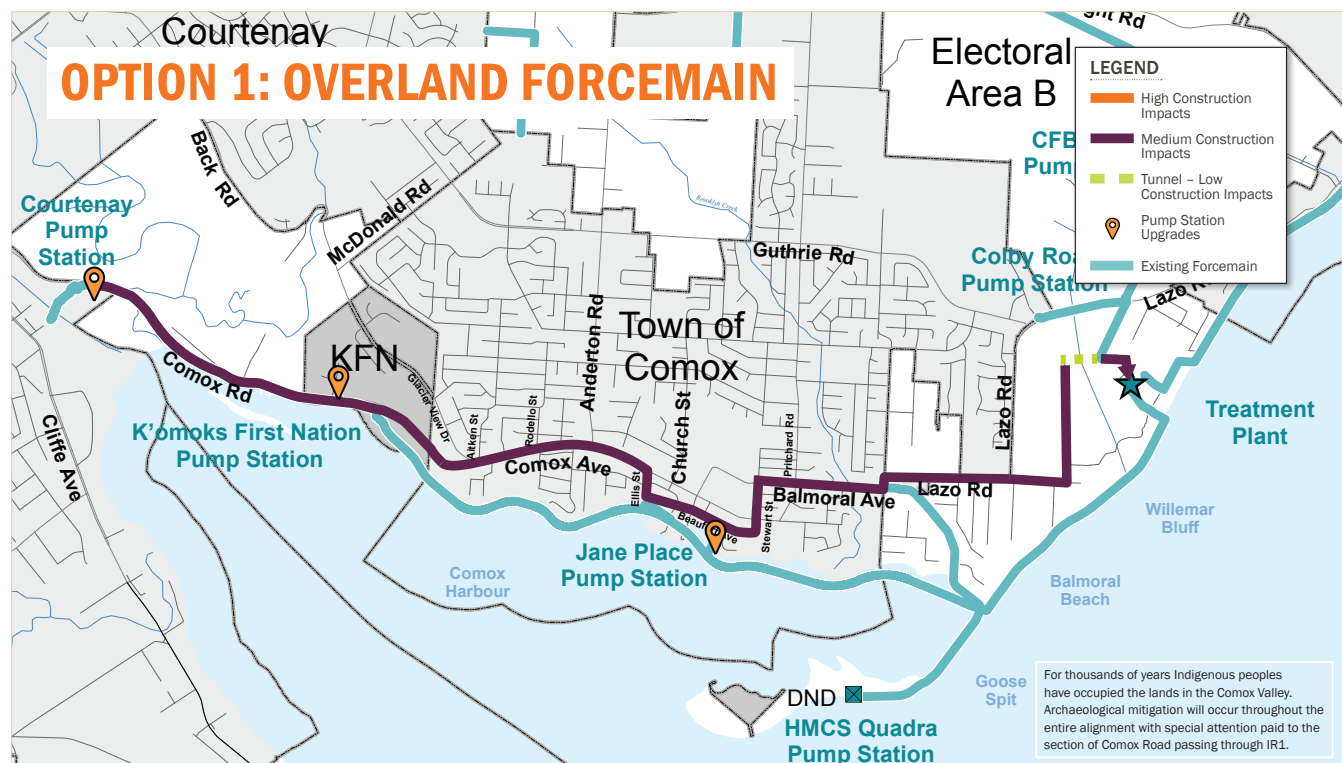 Courtenay
OPTION 1: OVERLAND FORCEMAIN
Electoral
Area B
LEGEND
High Construction
Impacts
Medium Construction
Impacts
Tunnel – Low
Construction Impacts
Pump Station
Upgrades
Existing Forcemain
Back Rd
McDonald Rd
Brooklyn Creek
Guthrie Rd
Courtenay
Pump
Station
Colby
Pump Station
Lazo
Anderton Rd
Town of
Comox
KFN
Comox Rd
Glacier View Dr
Aitken St
Rodello St
Church St
Pritchard Rd
Lazo Rd
Cliffe Ave
K'omoks First Nation
Pump Station
Comox Ave
Ellis St
Stewart St
Balmoral Ave
Lazo Rd
Treatment
Plant
Jane Place
Pump Station
Comox
Harbour
Willemar
Bluff
Balmoral
Beach
Goose
Spit
DND
HMCS Quadra
Pump Station
For thousands of years Indigenous peoples
have occupied the lands in the Comox Valley.
Archaeological mitigation will occur throughout the
entire alignment with special attention paid to the
section of Comox Road passing through IR1.